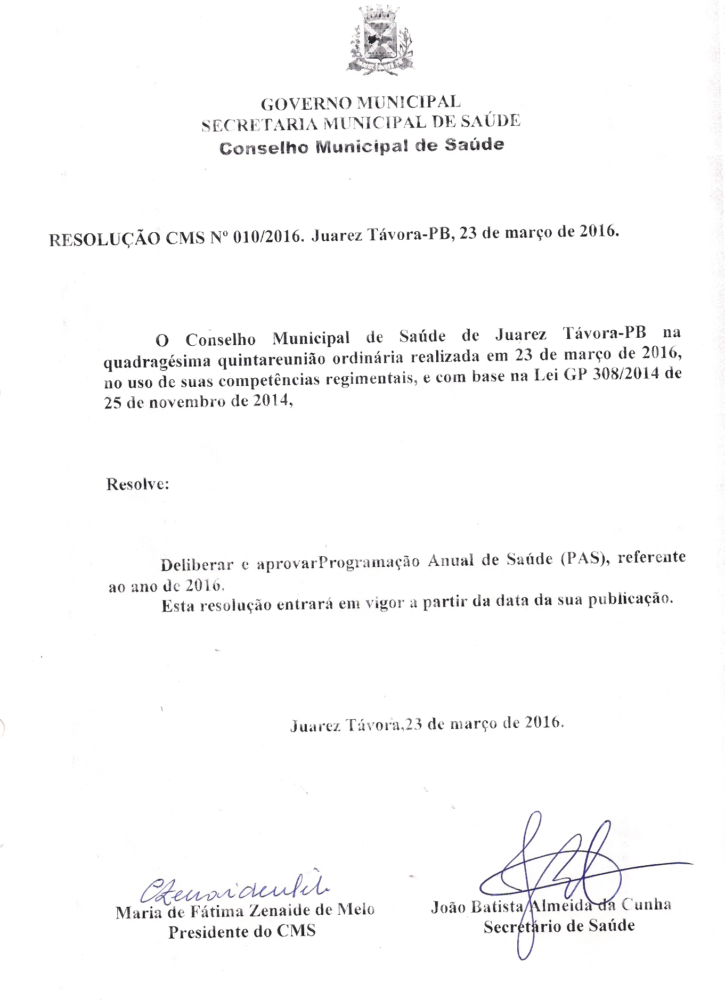 Juarez Távora-PB
GOVERNO MUNICIPAL
SECRETARIA MUNICIPAL DE SAÚDE
Conselho Municipal de Saúde
RESOLUÇÃO CMS Nº 010/2016. Juarez Távora-PB, 23 de março de 2016.
O Conselho Municipal de Saúde de Juarez Távora-PB na
quadragésima quintareunião ordinária realizada em 23 de março de 2016,
no uso de suas competências regimentais, e com base na Lei GP 308/2014 de
25 de novembro de 2014,
Resolve:
Deliberar e aprovarProgramação Anual de Saúde (PAS), referente
ao ano de 2016.
Esta resolução entrará em vigor a partir da data da sua publicação.
Juarez Távora,23 de março de 2016.
Maria de Fátima Zenaide de Melo
Presidente do CMS
João Batista Almeida da Cunha
Secretário de Saúde